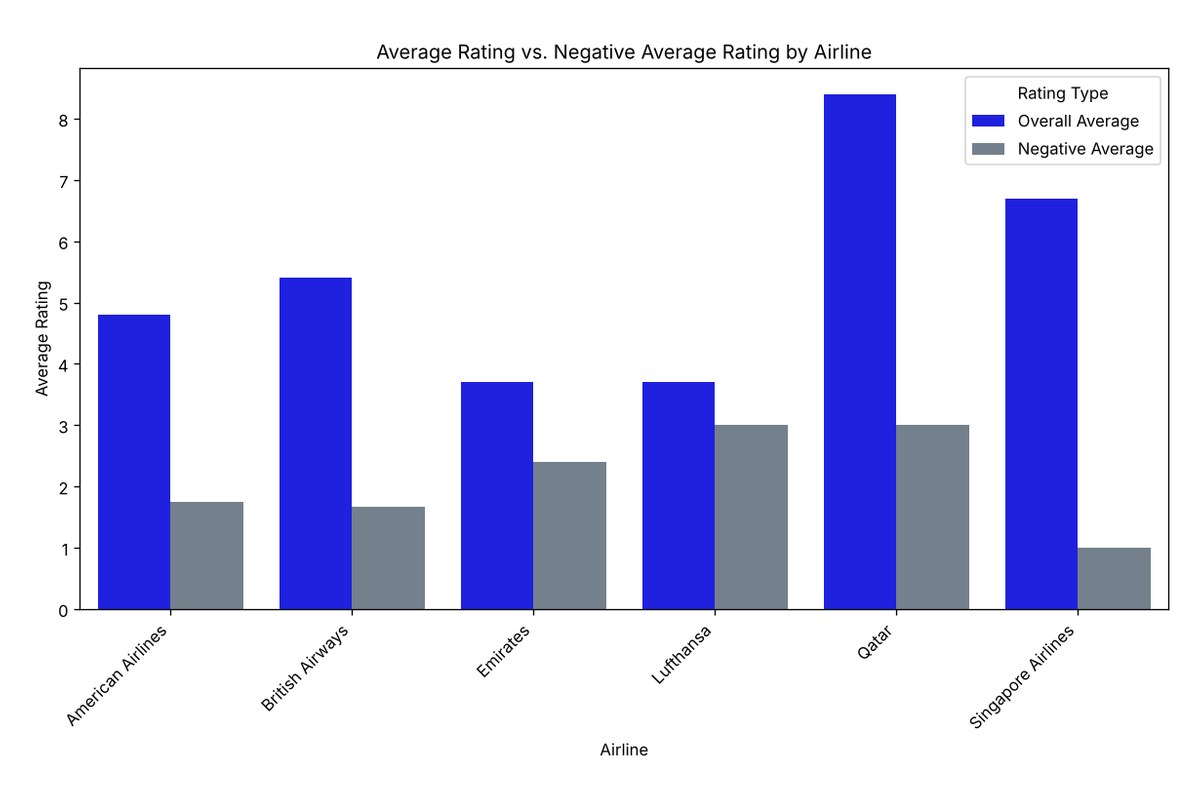 Average Rating vs. Negative Average Rating by Airline
Rating Type
Overall Average
Negative Average
Average Rating
8
7
6
5
4
3
2
1
0
American Airlines
British Airways
Emirates
Lufthansa
Qatar
Singapore Airlines
Airline